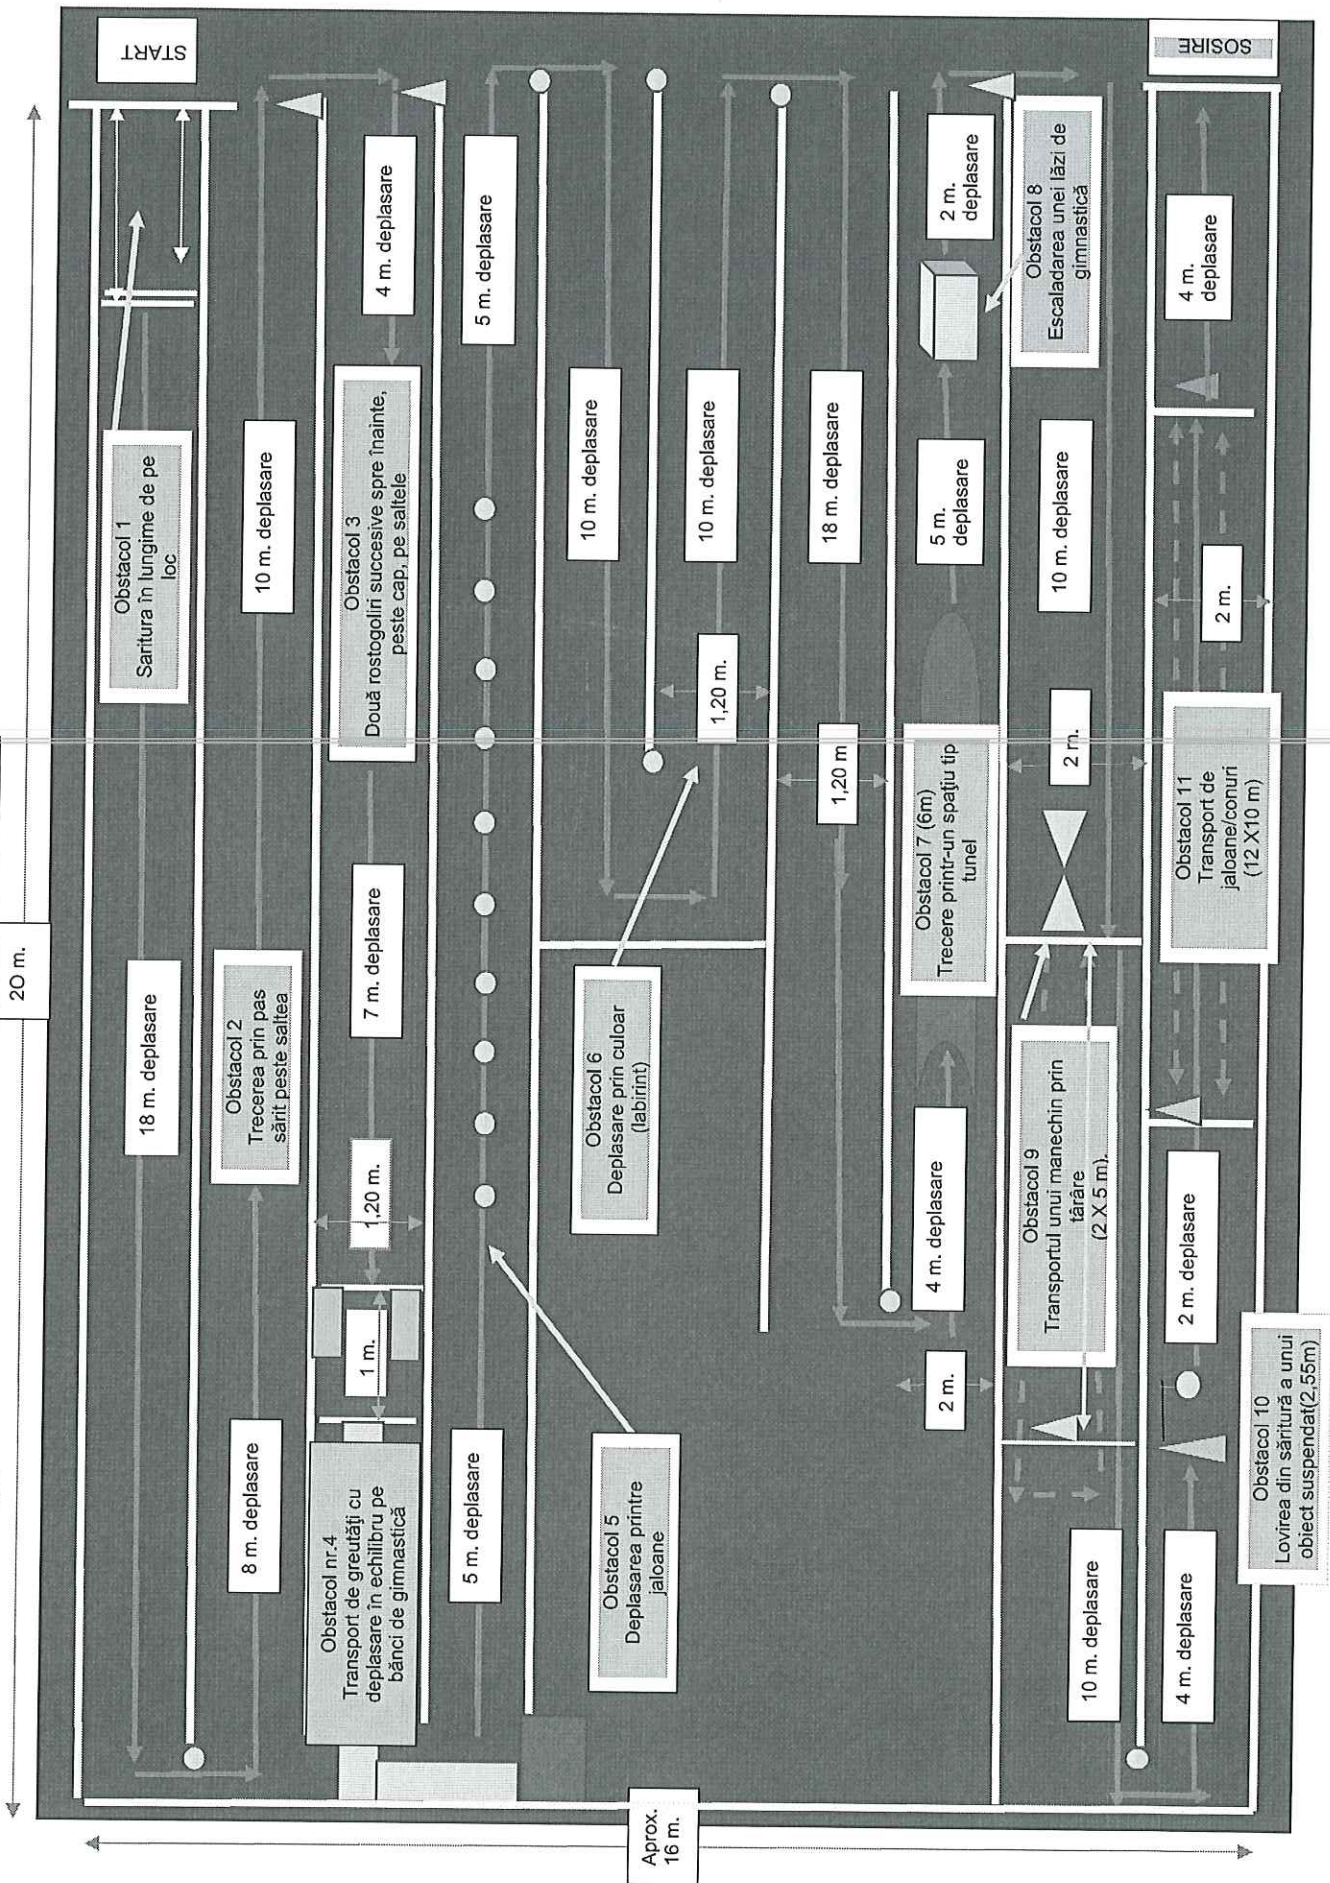 20 m.
START
Obstacol 1
Saritura în lungime de pe
loc
18 m. deplasare
8 m. deplasare
Obstacol 2
Trecerea prin pas
sărit peste saltea
10 m. deplasare
4 m. deplasare
Obstacol 3
Două rostogoliri succesive spre înainte,
peste cap, pe saltele
7 m. deplasare
1,20 m.
1 m.
Obstacol nr.4
Transport de greutăți cu
deplasare în echilibru pe
bănci de gimnastică
5 m. deplasare
Obstacol 5
Deplasarea printre
jaloane
5 m. deplasare
10 m. deplasare
Obstacol 6
Deplasare prin culoar
(labirint)
1,20 m.
10 m. deplasare
18 m. deplasare
1,20 m
2 m.
4 m. deplasare
Obstacol 7 (6m)
Trecere printr-un spațiu tip
tunel
5 m.
deplasare
2 m.
deplasare
Obstacol 8
Escaladarea unei lăzi de
gimnastică
10 m. deplasare
2 m.
Obstacol 9
Transportul unui manechin prin
târâre
(2 X 5 m).
10 m. deplasare
4 m. deplasare
Obstacol 10
Lovirea din săritură a unui
obiect suspendat(2,55m)
2 m. deplasare
Obstacol 11
Transport de
jaloane/conuri
(12 X10 m)
2 m.
4 m.
deplasare
SOSIRE
Aprox.
16 m.